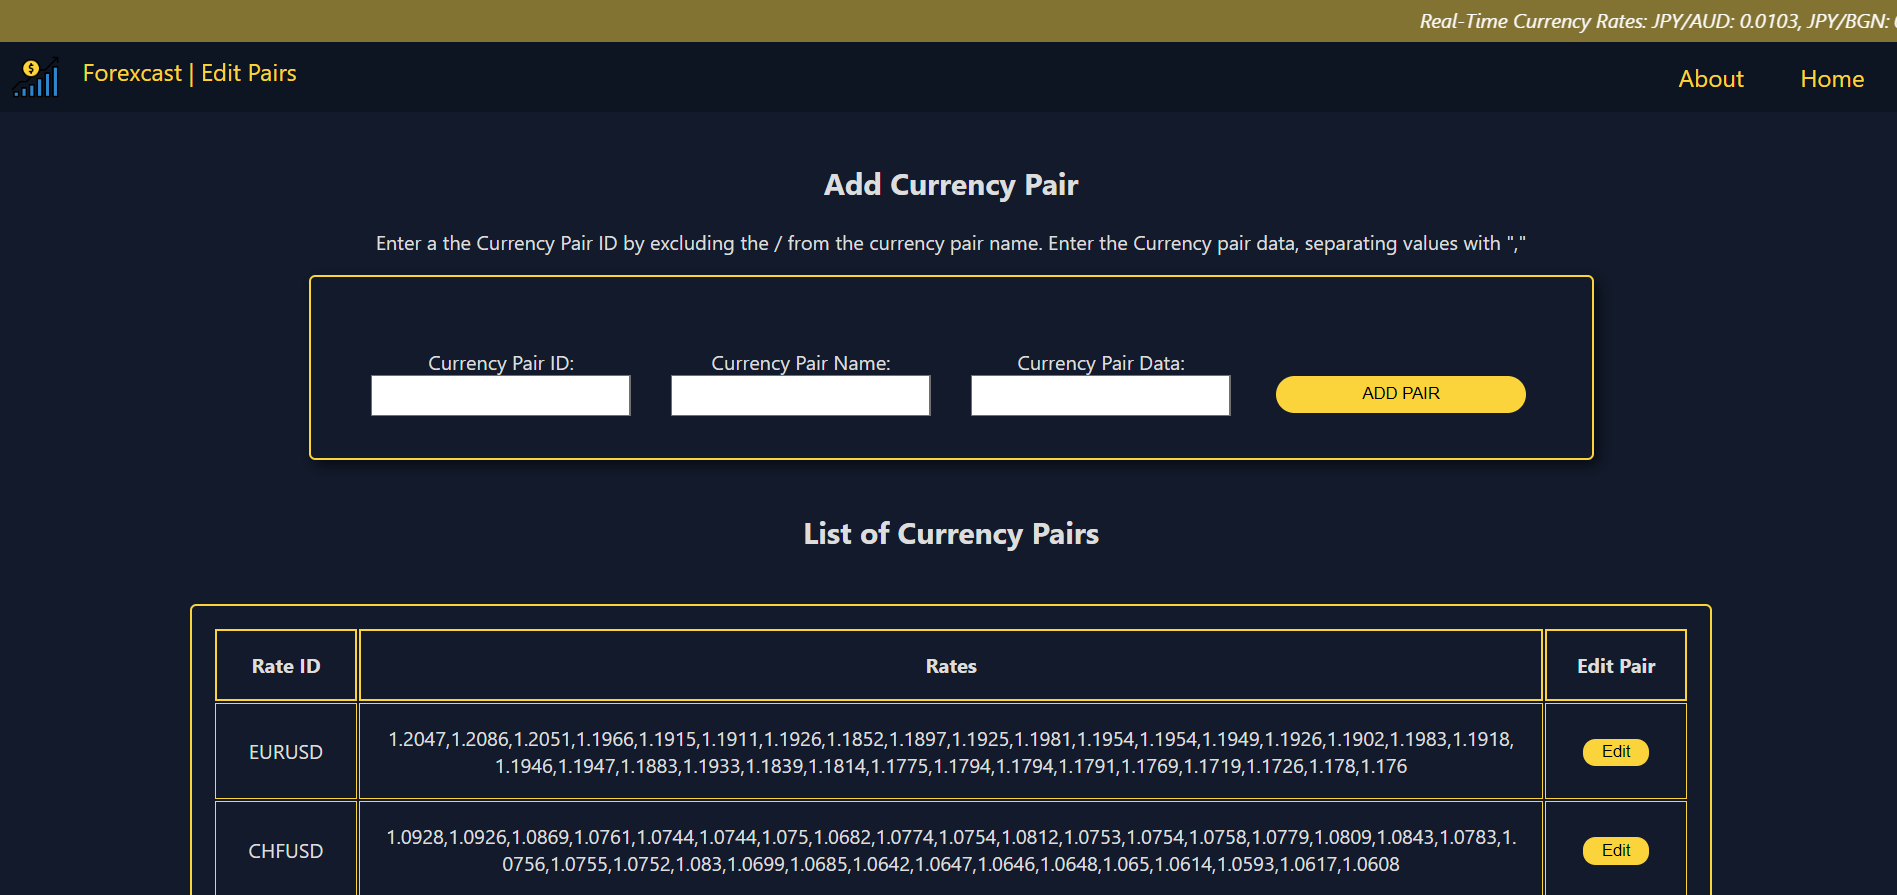 Real-Time Currency Rates: JPY/AUD: 0.0103, JPY/BGN:
$
Forexcast | Edit Pairs
About
Home
Add Currency Pair
Enter a the Currency Pair ID by excluding the / from the currency pair name. Enter the Currency pair data, separating values with ","
Currency Pair ID:
Currency Pair Name:
Currency Pair Data:
ADD PAIR
List of Currency Pairs
Rate ID
Rates
Edit Pair
EURUSD
1.2047,1.2086,1.2051,1.1966,1.1915,1.1911,1.1926,1.1852,1.1897,1.1925,1.1981,1.1954,1.1954,1.1949,1.1926,1.1902,1.1983,1.1918,
1.1946,1.1947,1.1883,1.1933,1.1839,1.1814,1.1775,1.1794,1.1794,1.1791,1.1769,1.1719,1.1726,1.178,1.176
Edit
CHFUSD
1.0928,1.0926,1.0869,1.0761,1.0744,1.0744,1.075,1.0682,1.0774,1.0754,1.0812,1.0753,1.0754,1.0758,1.0779,1.0809,1.0843,1.0783,1.
0756,1.0755,1.0752,1.083,1.0699,1.0685,1.0642,1.0647,1.0646,1.0648,1.065,1.0614,1.0593,1.0617,1.0608
Edit